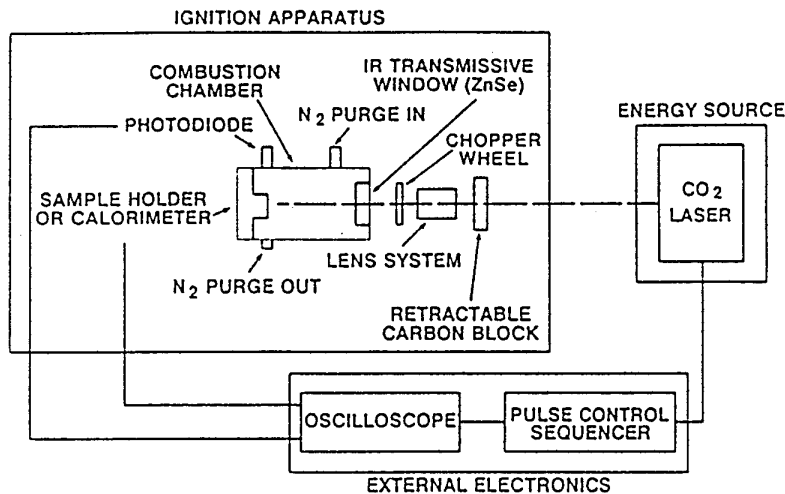 IGNITION APPARATUS
COMBUSTION
CHAMBER
IR TRANSMISSIVE
WINDOW (ZnSe)
N2 PURGE IN
PHOTODIODE
CHOPPER
WHEEL
ENERGY SOURCE
CO2
LASER
SAMPLE HOLDER
OR CALORIMETER
LENS SYSTEM
N2 PURGE OUT
RETRACTABLE
CARBON BLOCK
OSCILLOSCOPE
PULSE CONTROL
SEQUENCER
EXTERNAL ELECTRONICS